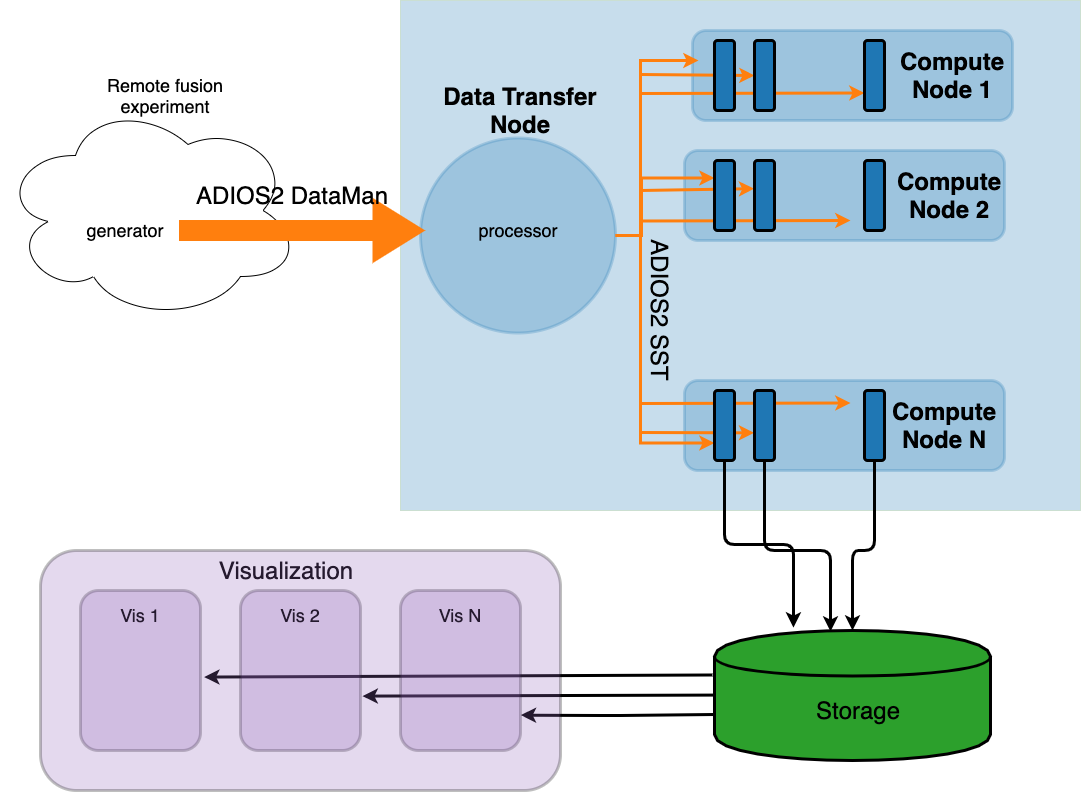 Remote fusion
experiment
generator
ADIOS2 DataMan
Data Transfer
Node
processor
ADIOS2 SST
Compute
Node 1
Compute
Node 2
Compute
Node N
Visualization
Vis 1
Vis 2
Vis N
Storage